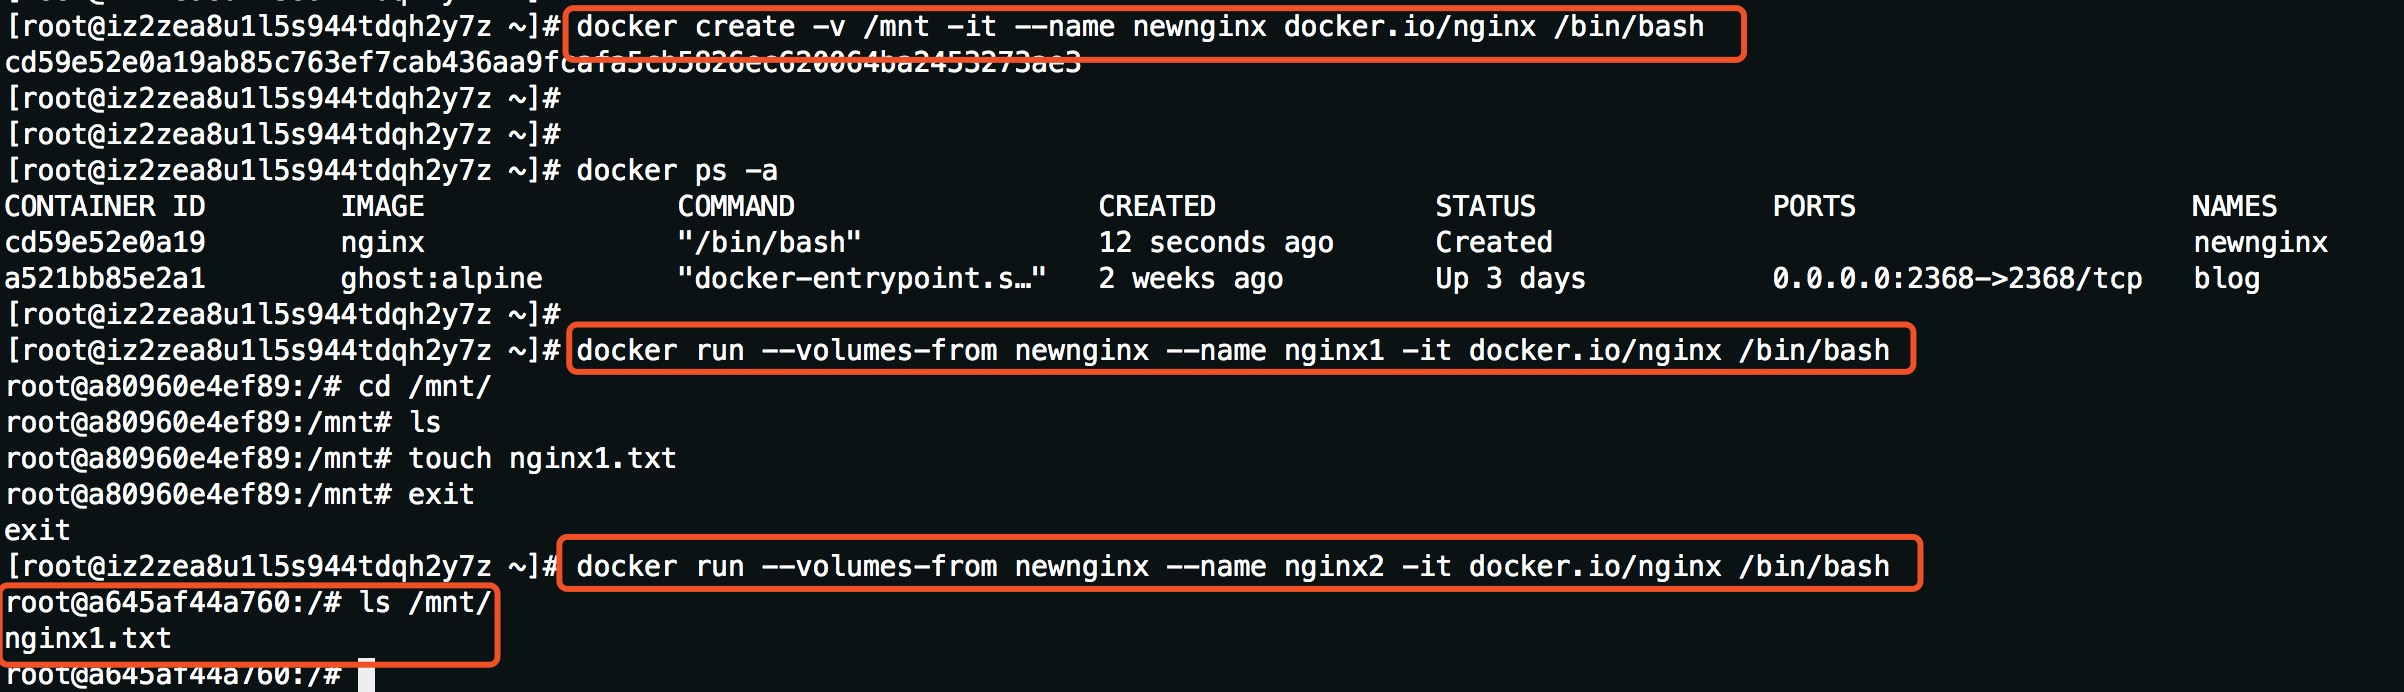 [root@iz2zea8u1l5s944tdqh2y7z ~]# docker create -v /mnt -it --name newnginx docker.io/nginx /bin/bash
cd59e52e0a19ab85c763ef7cab436aa9fcafa5cb5826ec620064ba2453273ae3
[root@iz2zea8u1l5s944tdqh2y7z ~]#
[root@iz2zea8u1l5s944tdqh2y7z ~]#
[root@iz2zea8u1l5s944tdqh2y7z ~]# docker ps -a
CONTAINER ID        IMAGE               COMMAND                  CREATED             STATUS              PORTS                    NAMES
cd59e52e0a19        nginx               "/bin/bash"              12 seconds ago      Created                                      newnginx
a521bb85e2a1        ghost:alpine        "docker-entrypoint.s…"   2 weeks ago         Up 3 days           0.0.0.0:2368->2368/tcp   blog
[root@iz2zea8u1l5s944tdqh2y7z ~]#
[root@iz2zea8u1l5s944tdqh2y7z ~]# docker run --volumes-from newnginx --name nginx1 -it docker.io/nginx /bin/bash
root@a80960e4ef89:/# cd /mnt/
root@a80960e4ef89:/mnt# ls
root@a80960e4ef89:/mnt# touch nginx1.txt
root@a80960e4ef89:/mnt# exit
exit
[root@iz2zea8u1l5s944tdqh2y7z ~]# docker run --volumes-from newnginx --name nginx2 -it docker.io/nginx /bin/bash
root@a645af44a760:/# ls /mnt/
nginx1.txt
root@a645af44a760:/#